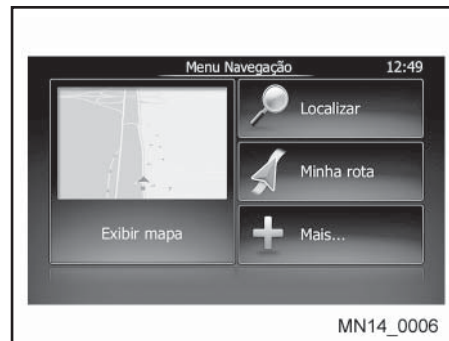 Menu Navegação 12:49
Localizar
Minha rota
Exibir mapa
Mais...
MN14_0006